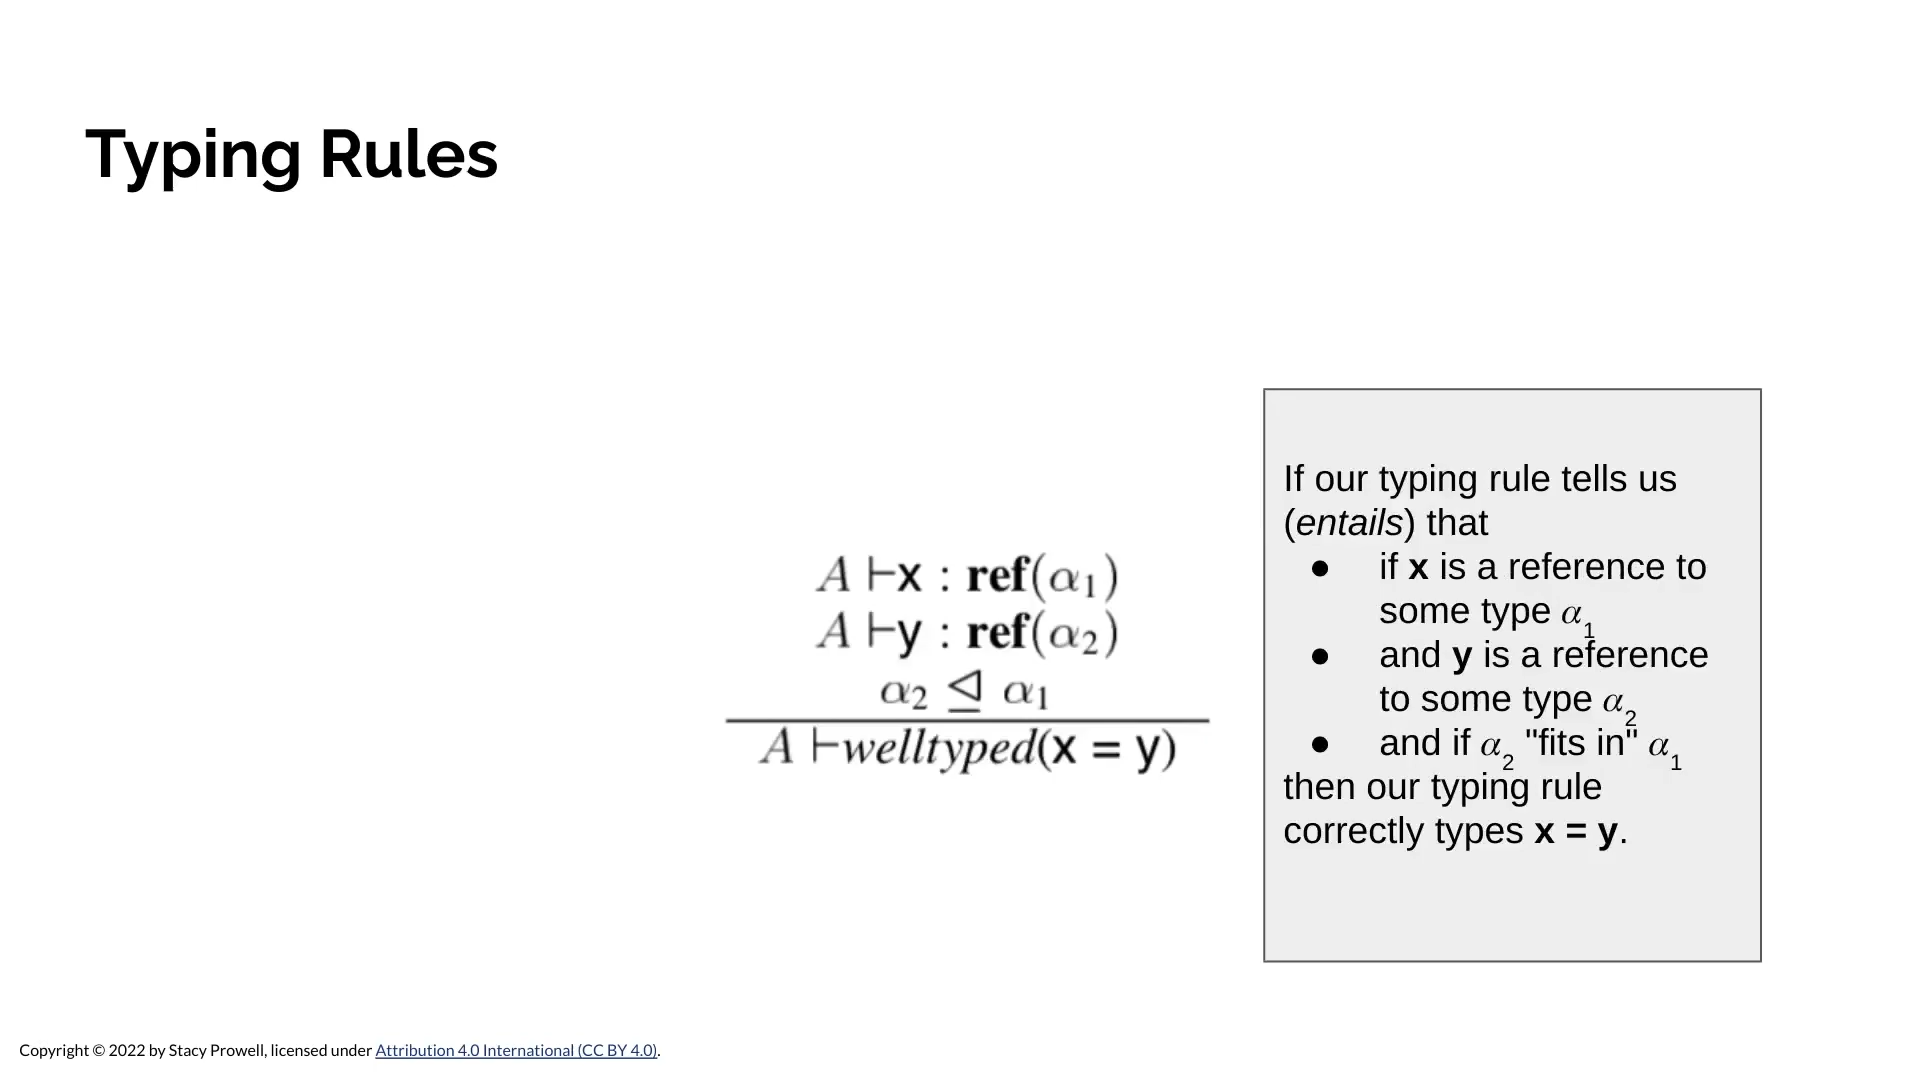 Typing Rules
A ⊢x : ref(α₁)
A ⊢y : ref(α₂)
α₂ ⊴ α₁
A ⊢welltyped(x = y)
If our typing rule tells us
(entails) that
● if x is a reference to
some type α₁
● and y is a reference
to some type α₂
● and if α₂ "fits in" α₁
then our typing rule
correctly types x = y.
Copyright © 2022 by Stacy Prowell, licensed under Attribution 4.0 International (CC BY 4.0).